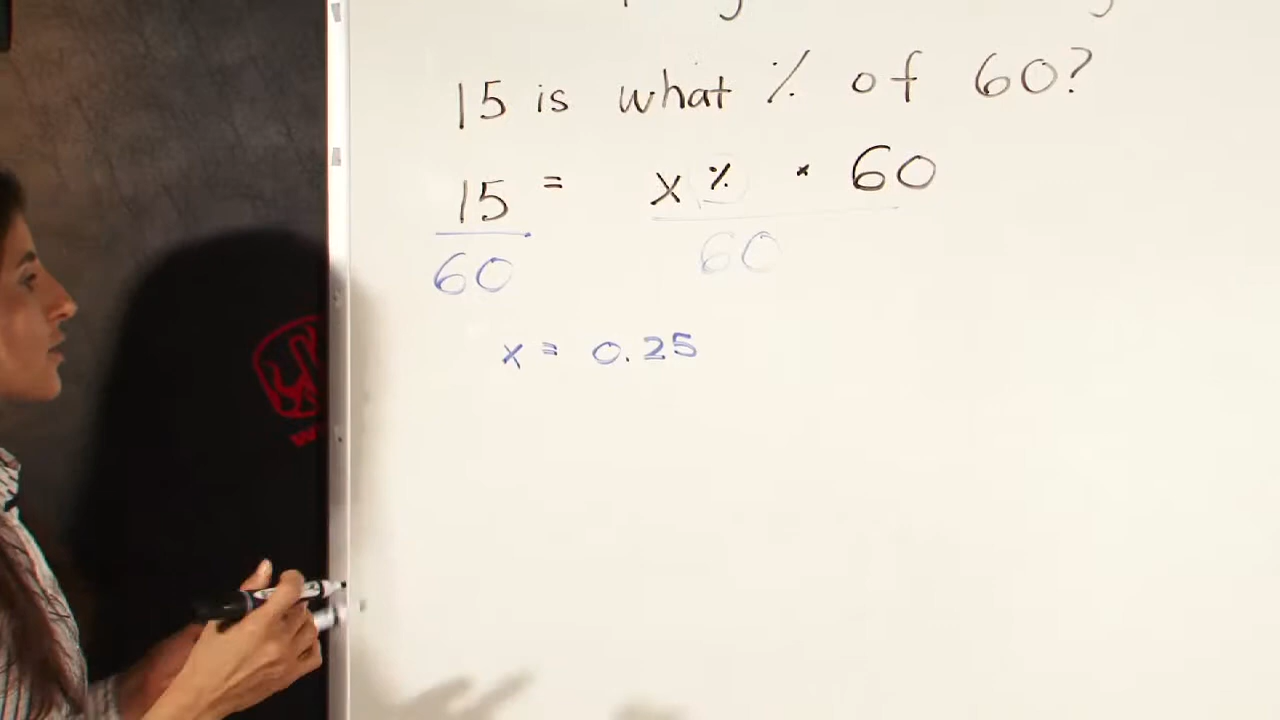 15 is what % of 60?
15 = x % * 60
60 60
x = 0.25